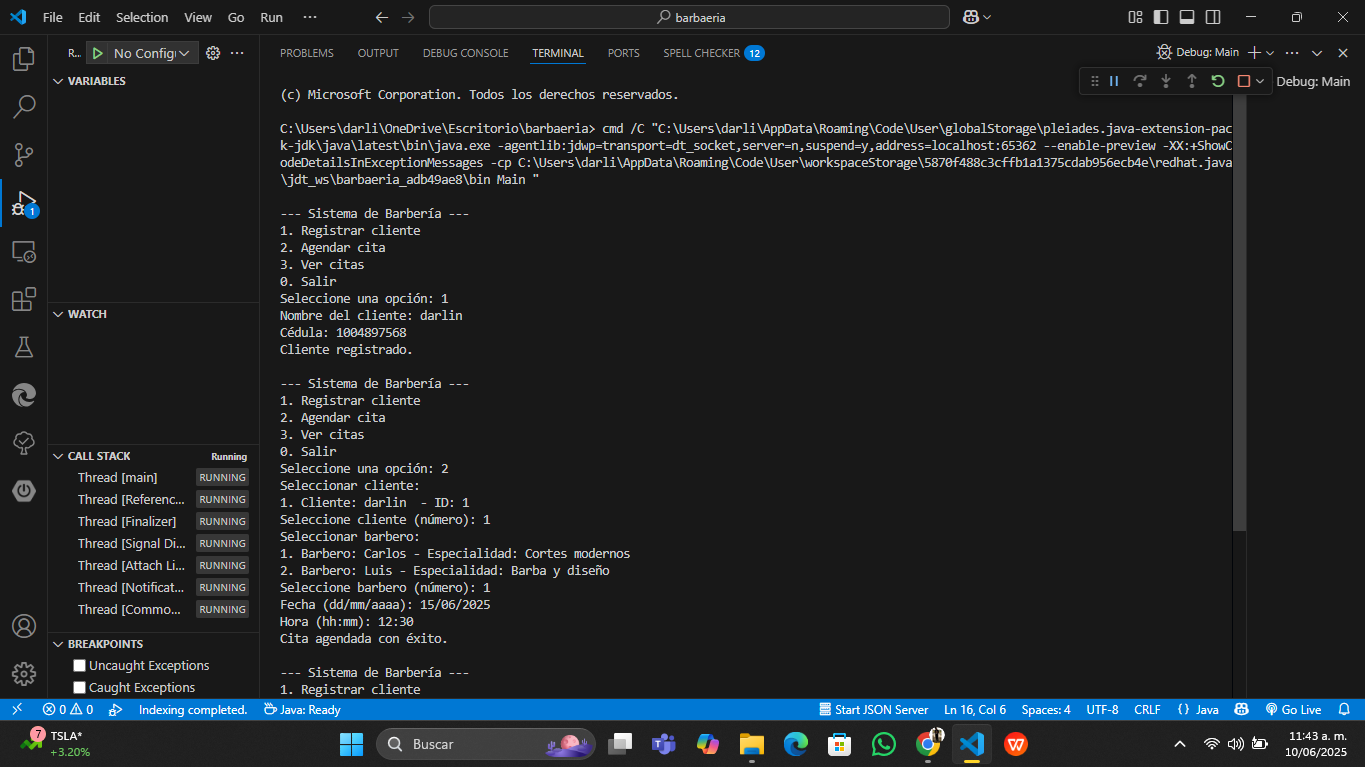 File Edit Selection View Go Run ··· barbaeria
R... No Config
PROBLEMS OUTPUT DEBUG CONSOLE TERMINAL PORTS SPELL CHECKER 12 Debug: Main
VARIABLES
Debug: Main
(c) Microsoft Corporation. Todos los derechos reservados.
C:\Users\darli\OneDrive\Escritorio\barbaeria> cmd /C "C:\Users\darli\AppData\Roaming\Code\User\globalStorage\pleiades.java-extension-pac
k-jdk\java\latest\bin\java.exe -agentlib:jdwp=transport=dt_socket,server=n,suspend=y,address=localhost:65362 --enable-preview -XX:+ShowC
odeDetailsInExceptionMessages -cp C:\Users\darli\AppData\Roaming\Code\User\workspaceStorage\5870f488c3cffb1a1375cdab956ecb4e\redhat.java
\jdt_ws\barbaeria_adb49ae8\bin Main "
--- Sistema de Barbería ---
1. Registrar cliente
2. Agendar cita
3. Ver citas
0. Salir
Seleccione una opción: 1
Nombre del cliente: darlin
Cédula: 1004897568
Cliente registrado.
--- Sistema de Barbería ---
1. Registrar cliente
2. Agendar cita
3. Ver citas
0. Salir
Seleccione una opción: 2
Seleccionar cliente:
1. Cliente: darlin  - ID: 1
Seleccione cliente (número): 1
Seleccionar barbero:
1. Barbero: Carlos - Especialidad: Cortes modernos
2. Barbero: Luis - Especialidad: Barba y diseño
Seleccione barbero (número): 1
Fecha (dd/mm/aaaa): 15/06/2025
Hora (hh:mm): 12:30
Cita agendada con éxito.
--- Sistema de Barbería ---
1. Registrar cliente
1
WATCH
CALL STACK Running
Thread [main] RUNNING
Thread [Referenc... RUNNING
Thread [Finalizer] RUNNING
Thread [Signal Di... RUNNING
Thread [Attach Li... RUNNING
Thread [Notificat... RUNNING
Thread [Commo... RUNNING
BREAKPOINTS
Uncaught Exceptions
Caught Exceptions
0 0 Indexing completed. Java: Ready Start JSON Server Ln 16, Col 6 Spaces: 4 UTF-8 CRLF {} Java Go Live
7 TSLA* Buscar 11:43 a. m.
+3.20% 10/06/2025